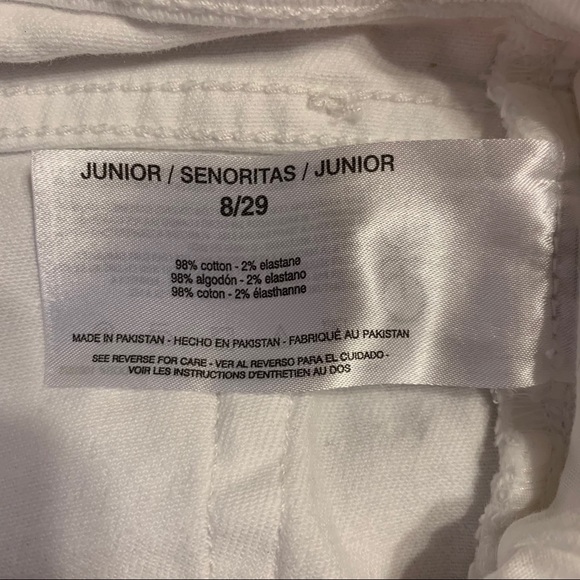 JUNIOR / SENORITAS / JUNIOR
8/29
98% cotton - 2% elastane
98% algodón - 2% elastano
98% coton - 2% élasthanne
MADE IN PAKISTAN - HECHO EN PAKISTAN - FABRIQUÉ AU PAKISTAN
SEE REVERSE FOR CARE - VER AL REVERSO PARA EL CUIDADO -
VOIR LES INSTRUCTIONS D'ENTRETIEN AU DOS